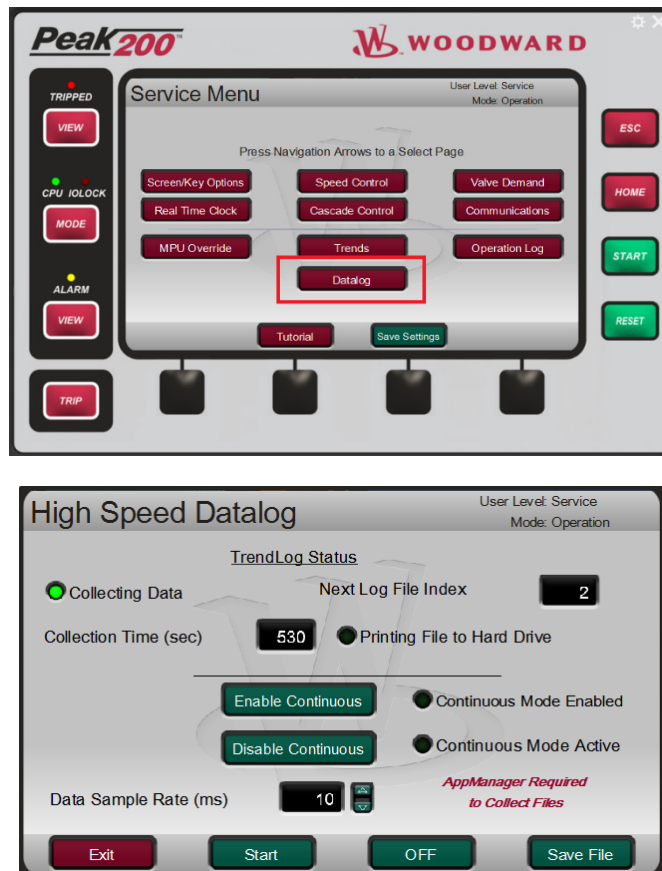 Peak200™
WOODWARD
TRIPPED
VIEW
CPU IOLOCK
MODE
ALARM
VIEW
TRIP
Service Menu
User Level: Service
Mode: Operation
Press Navigation Arrows to a Select Page
Screen/Key Options
Speed Control
Valve Demand
Real Time Clock
Cascade Control
Communications
MPU Override
Trends
Operation Log
Datalog
Tutorial
Save Settings
ESC
HOME
START
RESET
High Speed Datalog
User Level: Service
Mode: Operation
TrendLog Status
Collecting Data
Next Log File Index
2
Collection Time (sec)
530
Printing File to Hard Drive
Enable Continuous
Continuous Mode Enabled
Disable Continuous
Continuous Mode Active
Data Sample Rate (ms)
10
AppManager Required
to Collect Files
Exit
Start
OFF
Save File